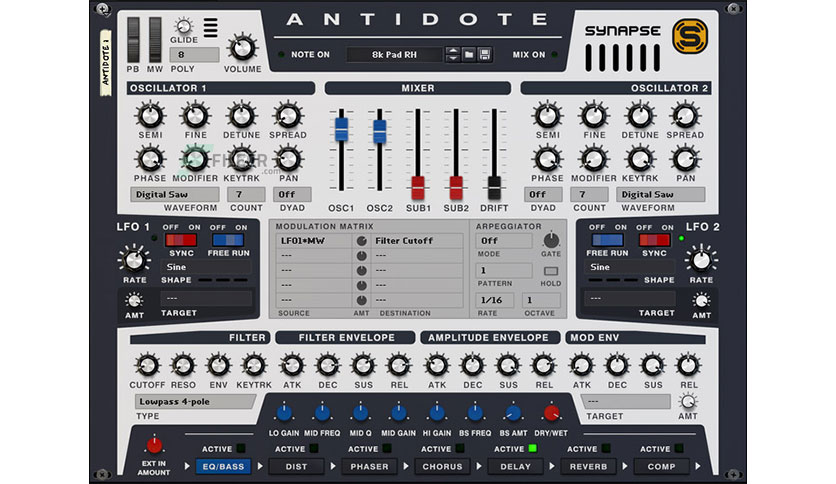 ANTIDOTE
GLIDE
8
PB MW POLY VOLUME
NOTE ON 8k Pad RH MIX ON
SYNAPSE
S
ANTIDOTE 1
OSCILLATOR 1 MIXER OSCILLATOR 2
SEMI FINE DETUNE SPREAD SEMI FINE DETUNE SPREAD
FILECR
.com
PHASE MODIFIER KEYTRK PAN PHASE MODIFIER KEYTRK PAN
Digital Saw 7 Off Off 7 Digital Saw
WAVEFORM COUNT DYAD OSC1 OSC2 SUB1 SUB2 DRIFT DYAD COUNT WAVEFORM
LFO 1 OFF ON OFF ON
SYNC FREE RUN
Sine
RATE SHAPE
---
AMT TARGET
MODULATION MATRIX
LFO1*MW Filter Cutoff
--- ---
--- ---
--- ---
--- ---
SOURCE AMT DESTINATION
ARPEGGIATOR
Off
MODE GATE
1
PATTERN HOLD
1/16 1
RATE OCTAVE
OFF ON OFF ON LFO 2
FREE RUN SYNC
Sine
SHAPE RATE
---
TARGET AMT
FILTER FILTER ENVELOPE AMPLITUDE ENVELOPE MOD ENV
CUTOFF RESO ENV KEYTRK ATK DEC SUS REL ATK DEC SUS REL ATK DEC SUS REL
Lowpass 4-pole ---
TYPE TARGET AMT
LO GAIN MID FREQ MID Q MID GAIN HI GAIN BS FREQ BS AMT DRY/WET
ACTIVE ACTIVE ACTIVE ACTIVE ACTIVE ACTIVE ACTIVE
EXT IN
AMOUNT
EQ/BASS DIST PHASER CHORUS DELAY REVERB COMP